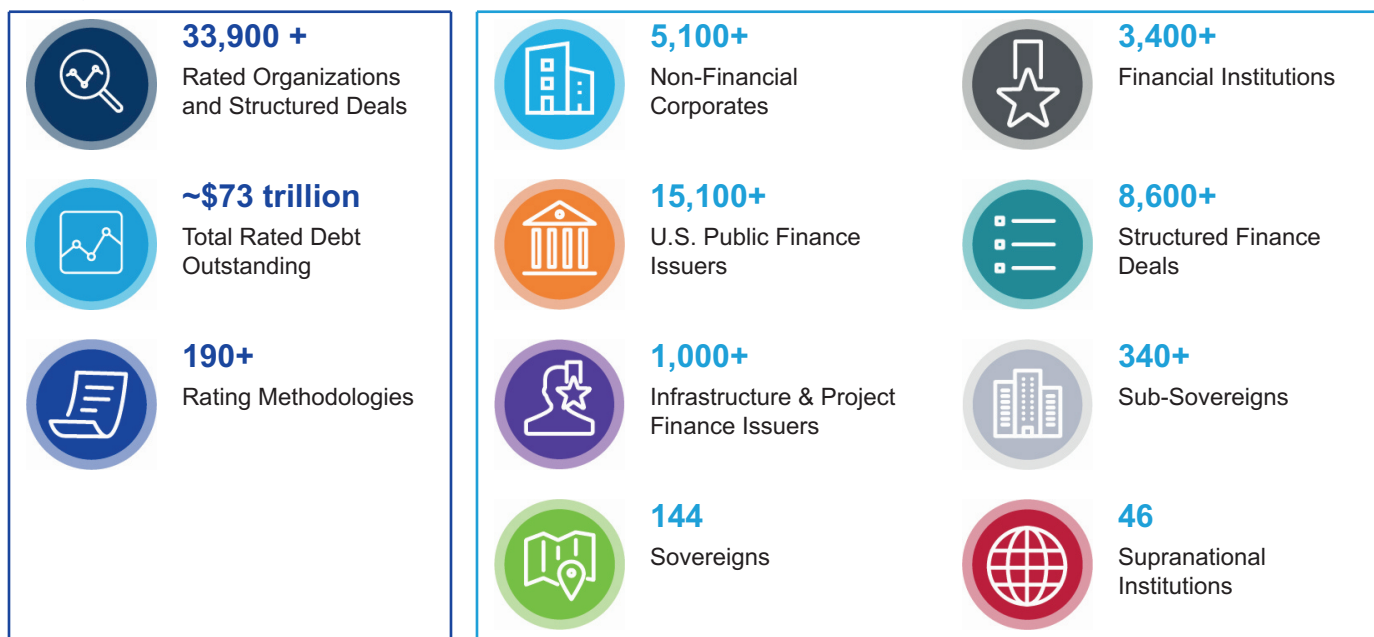 33,900 +
Rated Organizations
and Structured Deals
~$73 trillion
Total Rated Debt
Outstanding
190+
Rating Methodologies
5,100+
Non-Financial
Corporates
3,400+
Financial Institutions
15,100+
U.S. Public Finance
Issuers
8,600+
Structured Finance
Deals
1,000+
Infrastructure & Project
Finance Issuers
340+
Sub-Sovereigns
144
Sovereigns
46
Supranational
Institutions